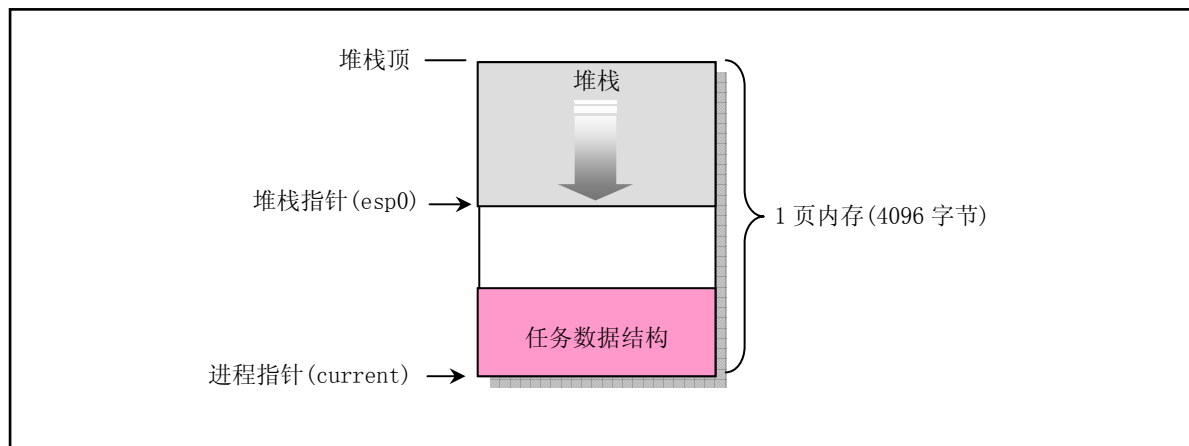 堆栈顶
堆栈
堆栈指针(esp0)
1 页内存(4096 字节)
任务数据结构
进程指针(current)